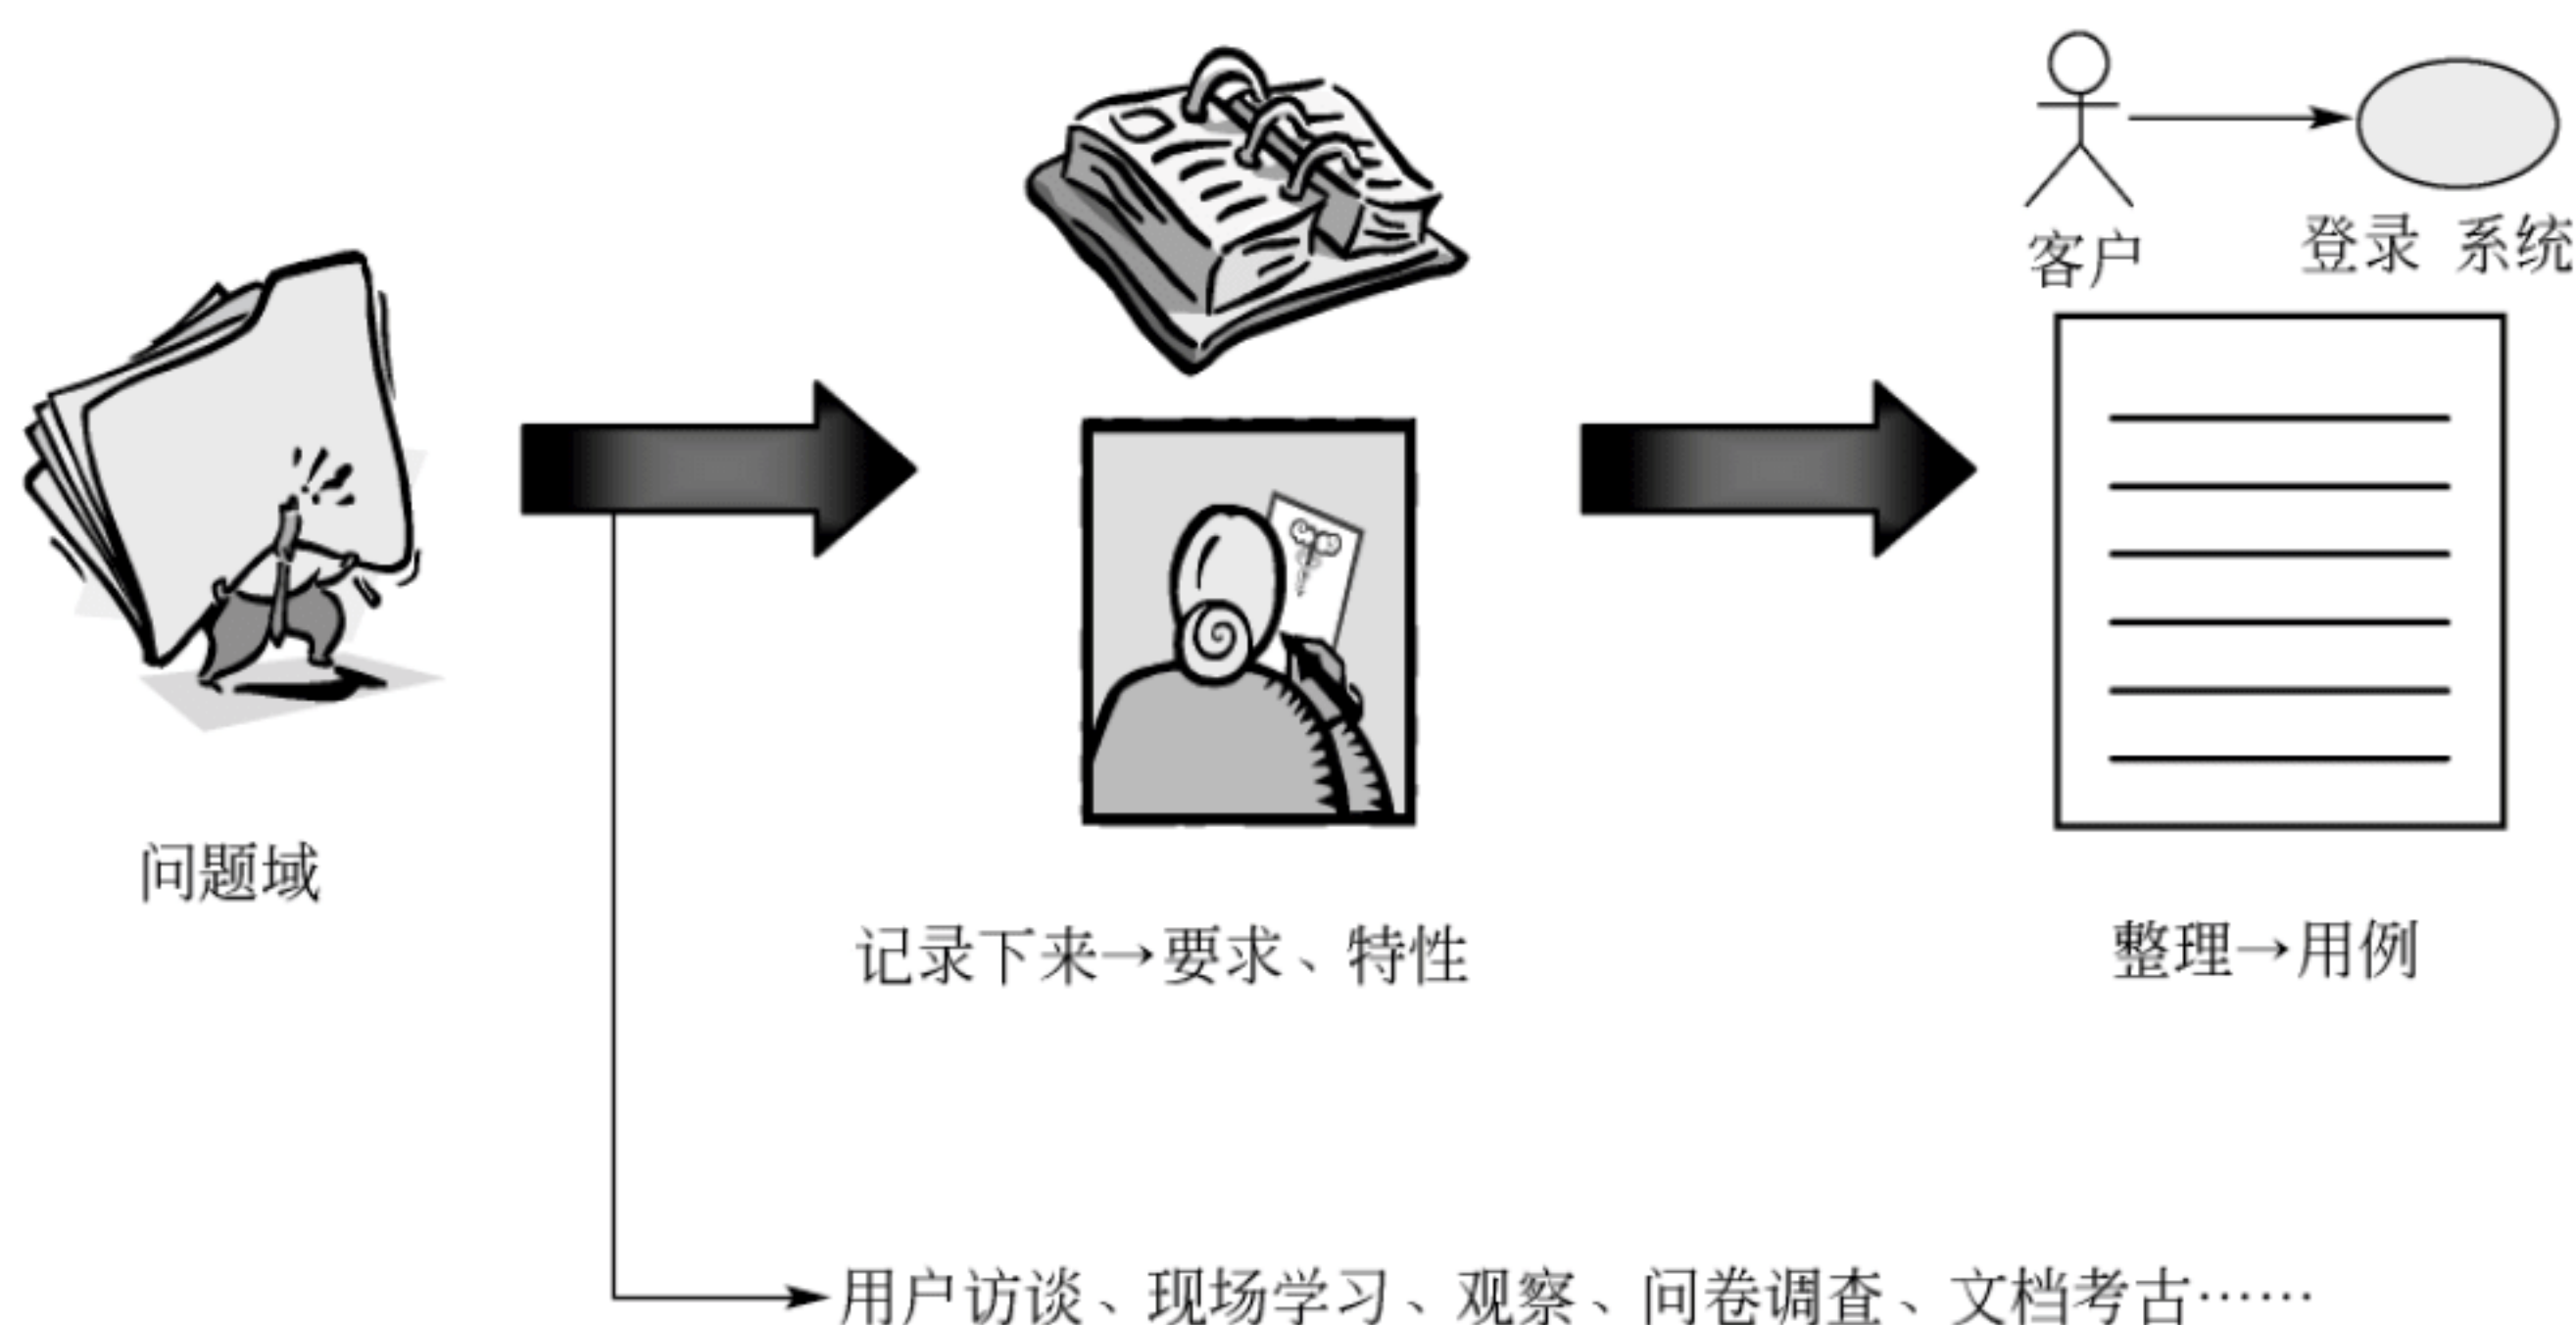 客户
登录 系统
问题域
记录下来→要求、特性
整理→用例
用户访谈、现场学习、观察、问卷调查、文档考古……